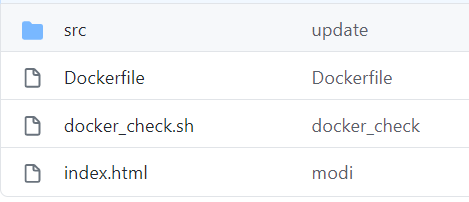 src update
Dockerfile Dockerfile
docker_check.sh docker_check
index.html modi